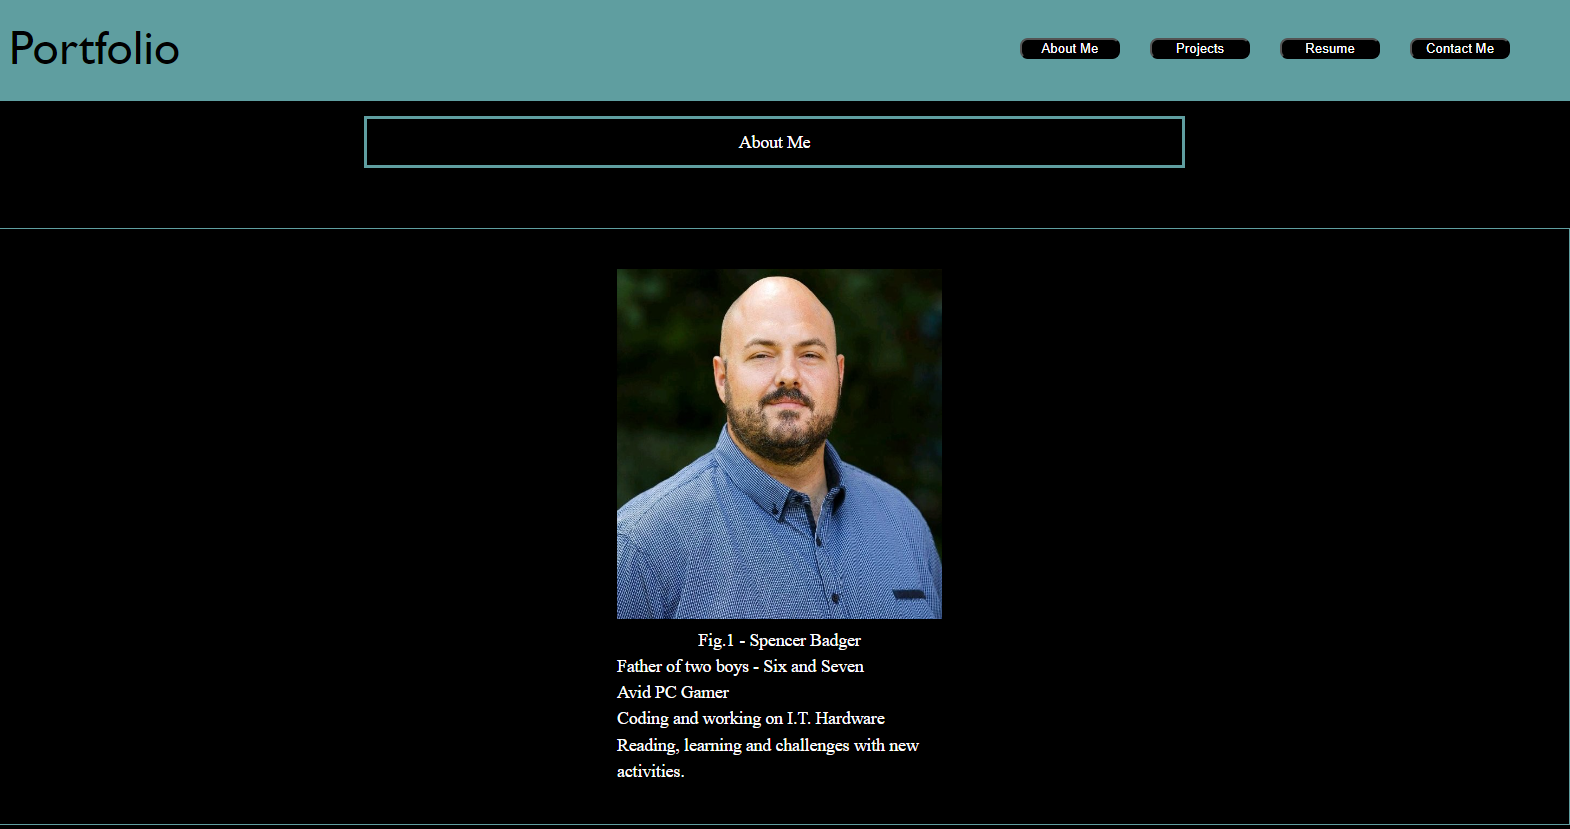 Portfolio
About Me
Projects
Resume
Contact Me
About Me
Fig.1 - Spencer Badger
Father of two boys - Six and Seven
Avid PC Gamer
Coding and working on I.T. Hardware
Reading, learning and challenges with new
activities.